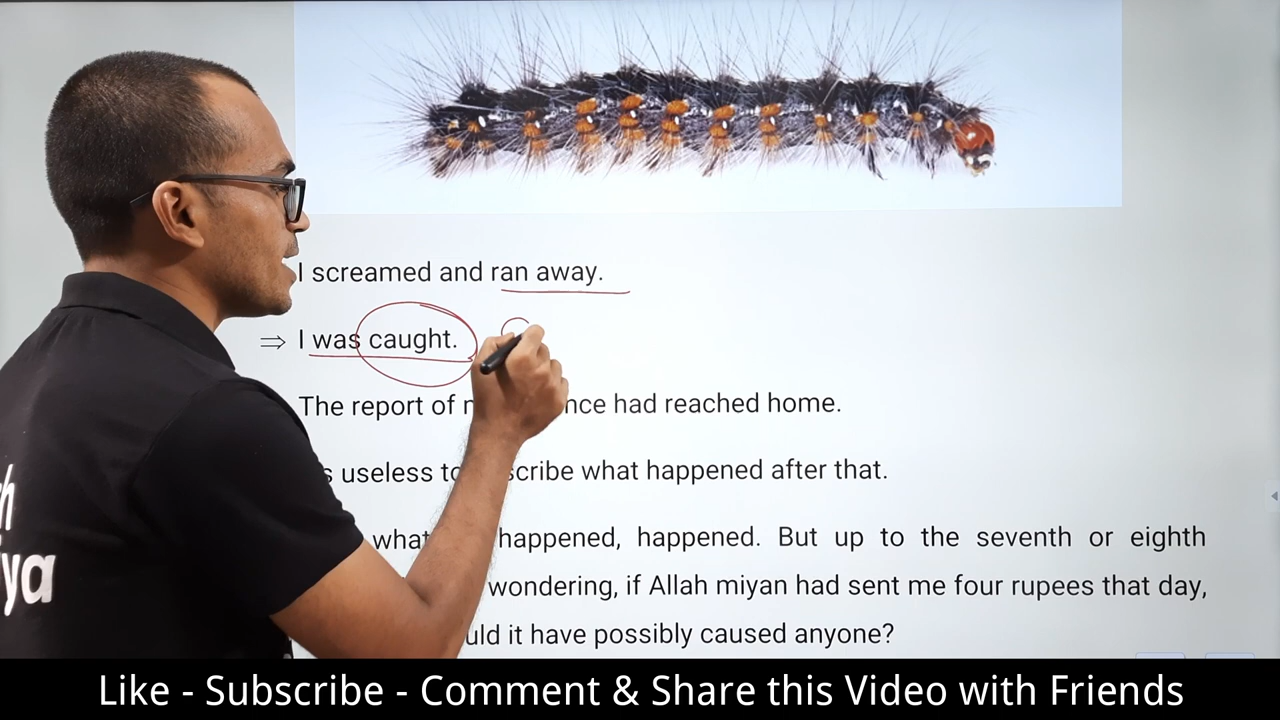 I screamed and ran away.
⇒ I was caught.
The report of nce had reached home.
s useless to scribe what happened after that.
what happened, happened. But up to the seventh or eighth
wondering, if Allah miyan had sent me four rupees that day,
uld it have possibly caused anyone?
h
ya
Like - Subscribe - Comment & Share this Video with Friends